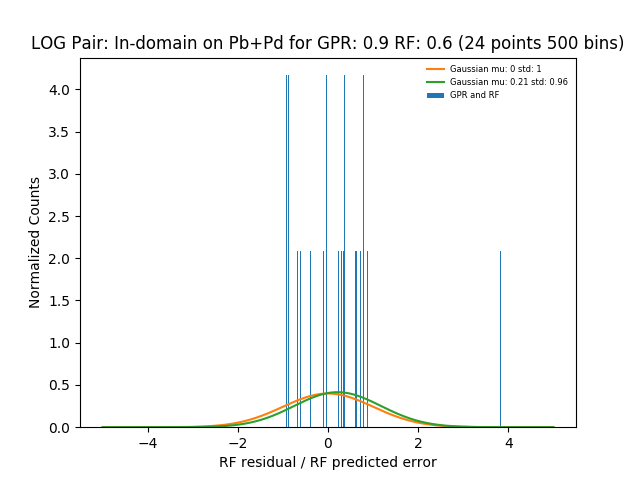 LOG Pair: In-domain on Pb+Pd for GPR: 0.9 RF: 0.6 (24 points 500 bins)
Gaussian mu: 0 std: 1
Gaussian mu: 0.21 std: 0.96
GPR and RF
Normalized Counts
4.0
3.5
3.0
2.5
2.0
1.5
1.0
0.5
0.0
−4
−2
0
2
4
RF residual / RF predicted error